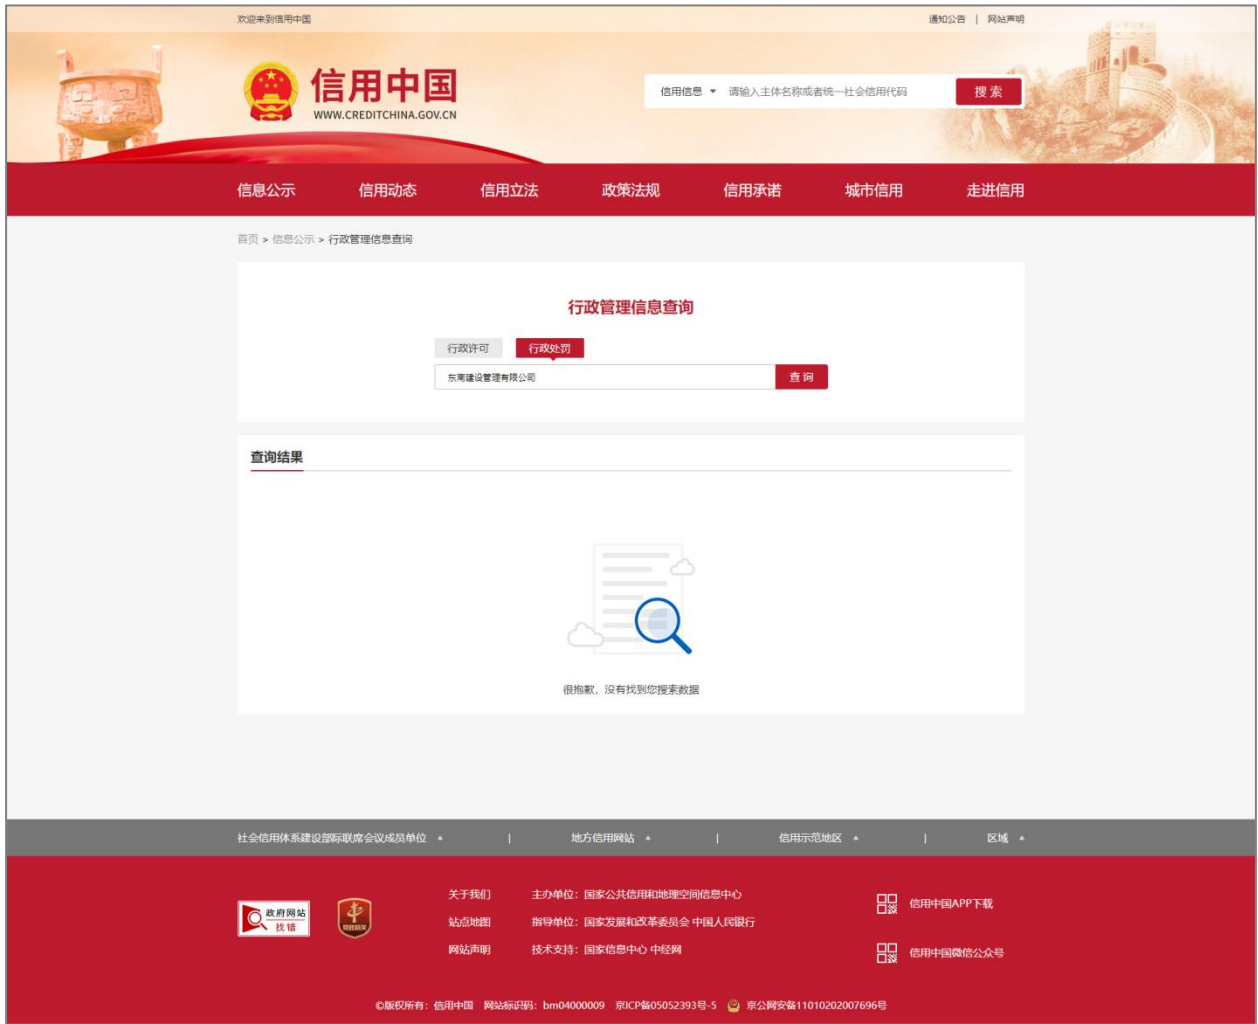 欢迎来到信用中国
通知公告 | 网站声明
信用中国
WWW.CREDITCHINA.GOV.CN
信用信息 请输入主体名称或者统一社会信用代码 搜索
信息公示 信用动态 信用立法 政策法规 信用承诺 城市信用 走进信用
首页 > 信息公示 > 行政管理信息查询
行政管理信息查询
行政许可 行政处罚
东南建设管理有限公司 查询
查询结果
很抱歉，没有找到您搜索数据
社会信用体系建设部际联席会议成员单位 | 地方信用网站 | 信用示范地区 | 区域
政府网站
找错
关于我们 主办单位：国家公共信用和地理空间信息中心
站点地图 指导单位：国家发展和改革委员会 中国人民银行
网站声明 技术支持：国家信息中心 中经网
信用中国APP下载
信用中国微信公众号
©版权所有：信用中国 网站标识码：bm04000009 京ICP备05052393号-5 京公网安备11010202007696号